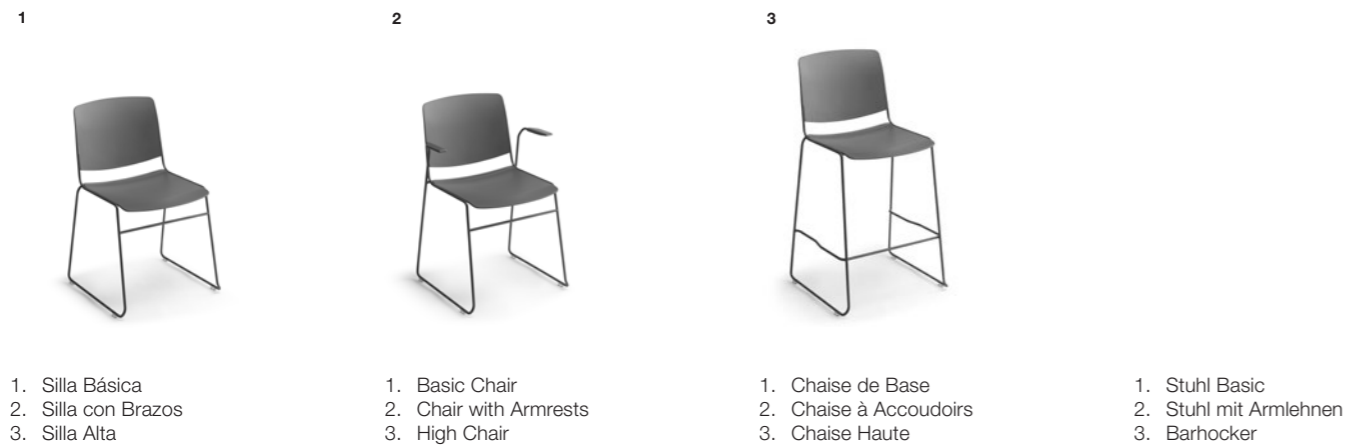 1
2
3
1. Silla Básica
2. Silla con Brazos
3. Silla Alta
1. Basic Chair
2. Chair with Armrests
3. High Chair
1. Chaise de Base
2. Chaise à Accoudoirs
3. Chaise Haute
1. Stuhl Basic
2. Stuhl mit Armlehnen
3. Barhocker